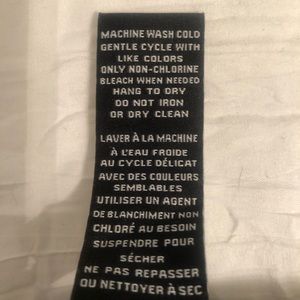 MACHINE WASH COLD
GENTLE CYCLE WITH
LIKE COLORS
ONLY NON-CHLORINE
BLEACH WHEN NEEDED
HANG TO DRY
DO NOT IRON
OR DRY CLEAN
LAVER À LA MACHINE
À L'EAU FROIDE
AU CYCLE DÉLICAT
AVEC DES COULEURS
SEMBLABLES
UTILISER UN AGENT
DE BLANCHIMENT NON
CHLORÉ AU BESOIN
SUSPENDRE POUR
SÉCHER
NE PAS REPASSER
OU NETTOYER À SEC